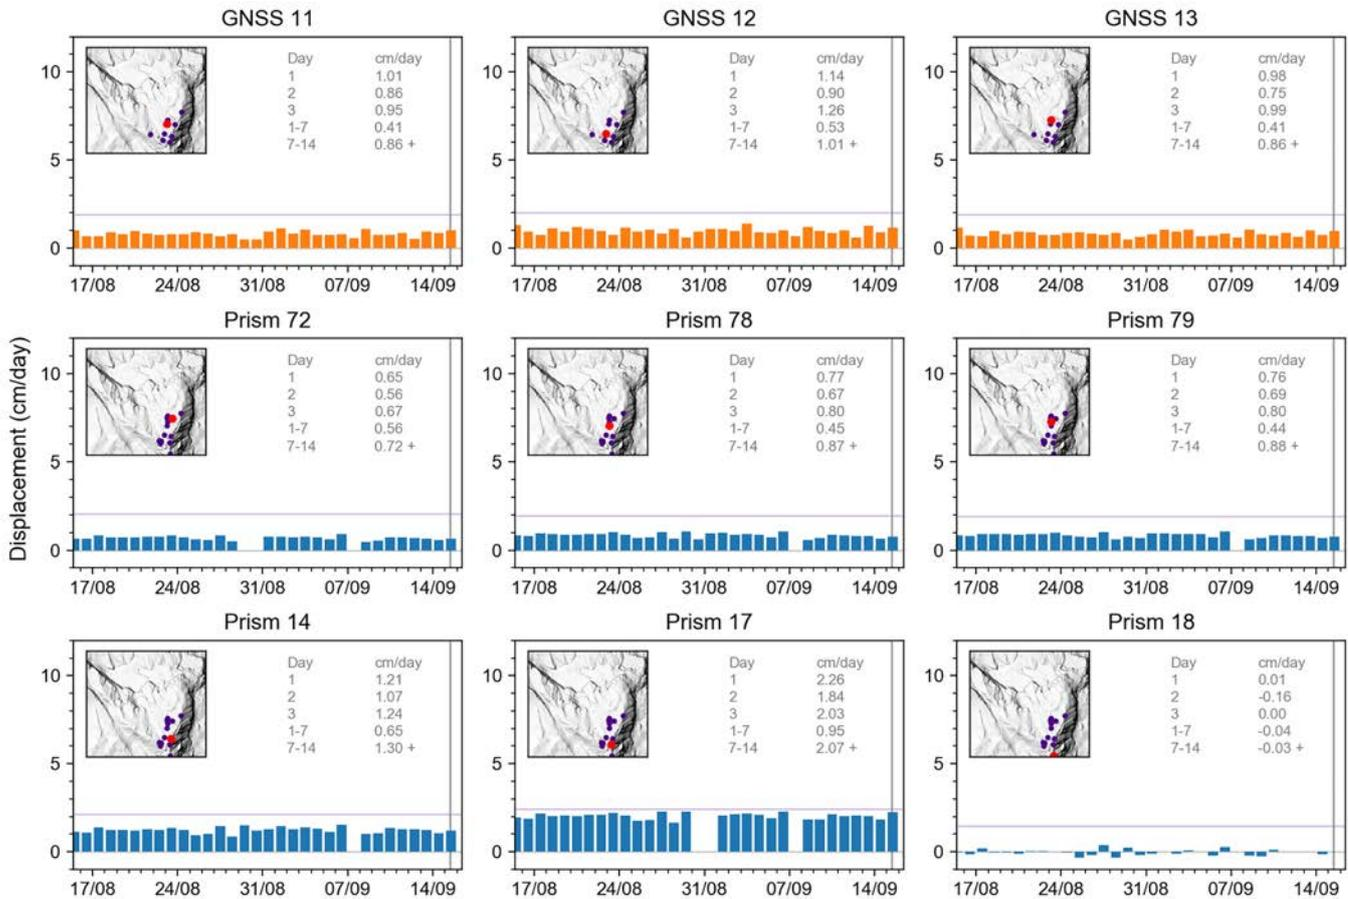 GNSS 11
GNSS 12
GNSS 13
Day cm/day
1 1.01
2 0.86
3 0.95
1-7 0.41
7-14 0.86 +
10
5
0
17/08 24/08 31/08 07/09 14/09
Day cm/day
1 1.14
2 0.90
3 1.26
1-7 0.53
7-14 1.01 +
10
5
0
17/08 24/08 31/08 07/09 14/09
Day cm/day
1 0.98
2 0.75
3 0.99
1-7 0.41
7-14 0.86 +
10
5
0
17/08 24/08 31/08 07/09 14/09
Displacement (cm/day)
Prism 72
Prism 78
Prism 79
Day cm/day
1 0.65
2 0.56
3 0.67
1-7 0.56
7-14 0.72 +
10
5
0
17/08 24/08 31/08 07/09 14/09
Day cm/day
1 0.77
2 0.67
3 0.80
1-7 0.45
7-14 0.87 +
10
5
0
17/08 24/08 31/08 07/09 14/09
Day cm/day
1 0.76
2 0.69
3 0.80
1-7 0.44
7-14 0.88 +
10
5
0
17/08 24/08 31/08 07/09 14/09
Prism 14
Prism 17
Prism 18
Day cm/day
1 1.21
2 1.07
3 1.24
1-7 0.65
7-14 1.30 +
10
5
0
17/08 24/08 31/08 07/09 14/09
Day cm/day
1 2.26
2 1.84
3 2.03
1-7 0.95
7-14 2.07 +
10
5
0
17/08 24/08 31/08 07/09 14/09
Day cm/day
1 0.01
2 -0.16
3 0.00
1-7 -0.04
7-14 -0.03 +
10
5
0
17/08 24/08 31/08 07/09 14/09